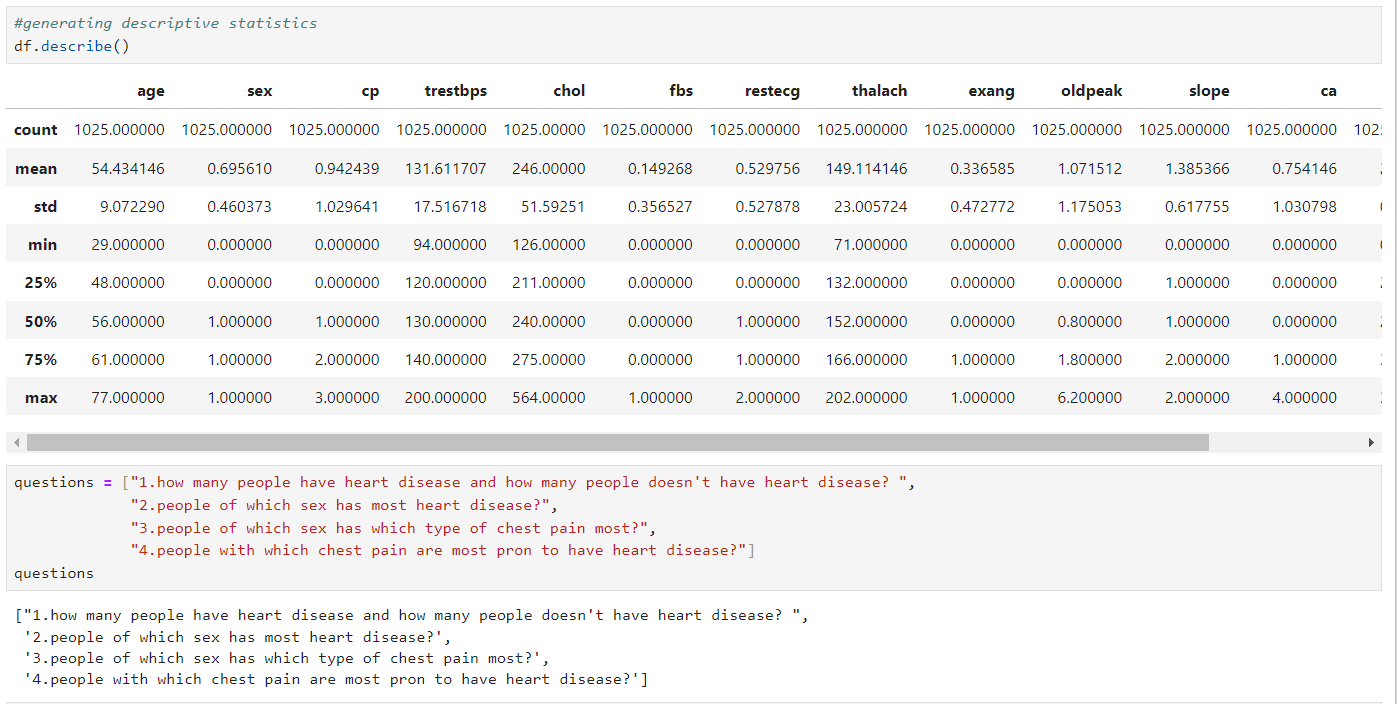 #generating descriptive statistics
df.describe()
age sex cp trestbps chol fbs restecg thalach exang oldpeak slope ca
count 1025.000000 1025.000000 1025.000000 1025.000000 1025.00000 1025.000000 1025.000000 1025.000000 1025.000000 1025.000000 1025.000000 1025.000000
mean 54.434146 0.695610 0.942439 131.611707 246.00000 0.149268 0.529756 149.114146 0.336585 1.071512 1.385366 0.754146
std 9.072290 0.460373 1.029641 17.516718 51.59251 0.356527 0.527878 23.005724 0.472772 1.175053 0.617755 1.030798
min 29.000000 0.000000 0.000000 94.000000 126.00000 0.000000 0.000000 71.000000 0.000000 0.000000 0.000000 0.000000
25% 48.000000 0.000000 0.000000 120.000000 211.00000 0.000000 0.000000 132.000000 0.000000 0.000000 1.000000 0.000000
50% 56.000000 1.000000 1.000000 130.000000 240.00000 0.000000 1.000000 152.000000 0.000000 0.800000 1.000000 0.000000
75% 61.000000 1.000000 2.000000 140.000000 275.00000 0.000000 1.000000 166.000000 1.000000 1.800000 2.000000 1.000000
max 77.000000 1.000000 3.000000 200.000000 564.00000 1.000000 2.000000 202.000000 1.000000 6.200000 2.000000 4.000000
questions = ["1.how many people have heart disease and how many people doesn't have heart disease? ",
"2.people of which sex has most heart disease?",
"3.people of which sex has which type of chest pain most?",
"4.people with which chest pain are most pron to have heart disease?"]
questions
["1.how many people have heart disease and how many people doesn't have heart disease? ",
'2.people of which sex has most heart disease?',
'3.people of which sex has which type of chest pain most?',
'4.people with which chest pain are most pron to have heart disease?']